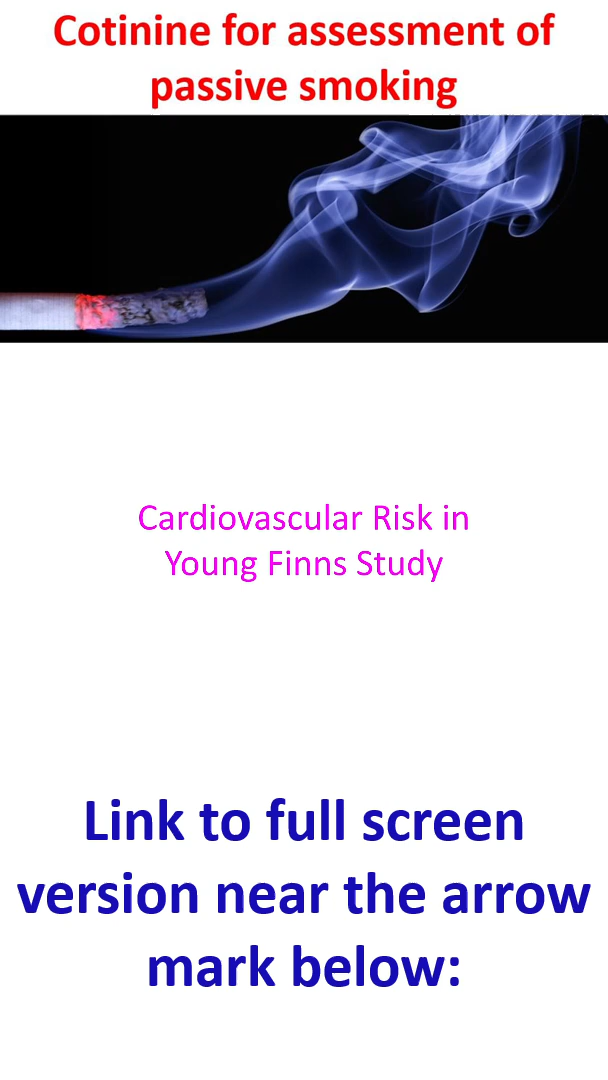 Cotinine for assessment of
passive smoking
Cardiovascular Risk in
Young Finns Study
Link to full screen
version near the arrow
mark below: